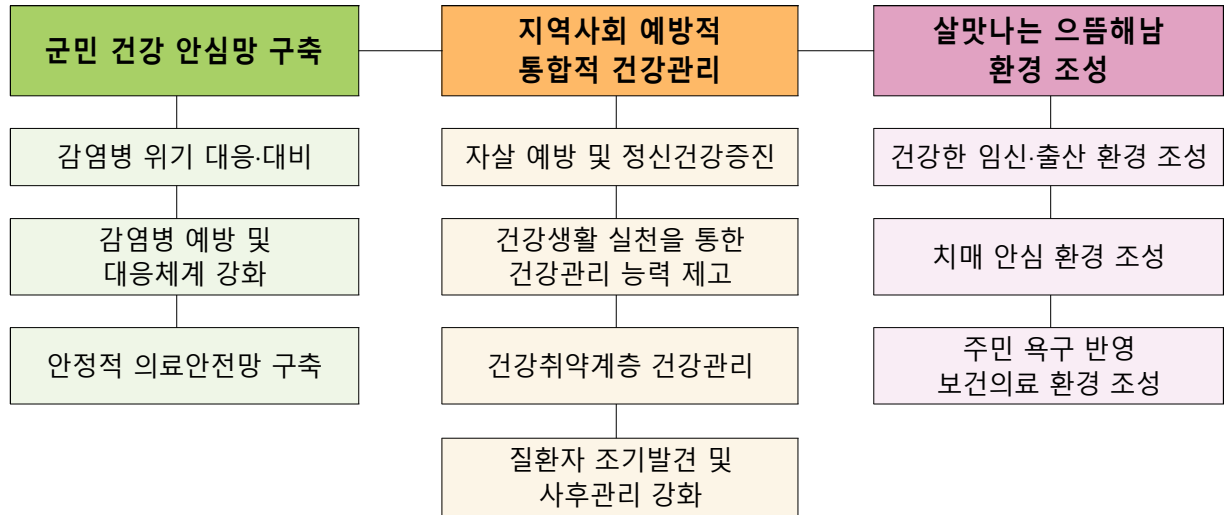 군민 건강 안심망 구축
감염병 위기 대응·대비
감염병 예방 및
대응체계 강화
안정적 의료안전망 구축
지역사회 예방적
통합적 건강관리
자살 예방 및 정신건강증진
건강생활 실천을 통한
건강관리 능력 제고
건강취약계층 건강관리
질환자 조기발견 및
사후관리 강화
살맛나는 으뜸해남
환경 조성
건강한 임신·출산 환경 조성
치매 안심 환경 조성
주민 욕구 반영
보건의료 환경 조성